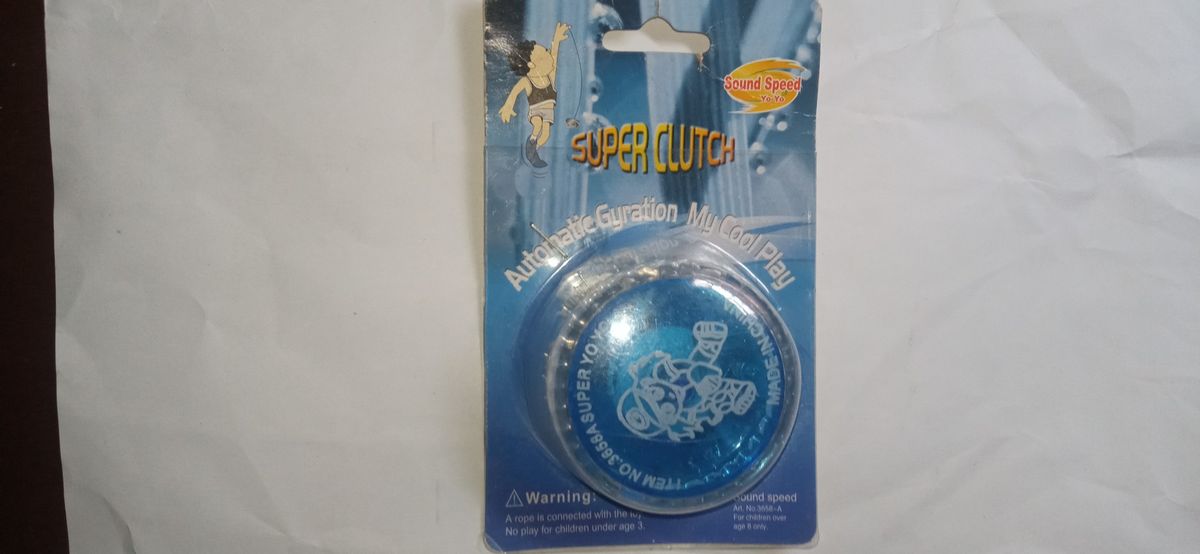 Sound Speed
Yo-Yo
SUPER CLUTCH
Automatic Gyration My Cool Play
ITEM NO.3658A SUPER YO YO
MADE-IN-CHINA
Warning:
A rope is connected with the toy
No play for children under age 3.
Sound speed
Art. No.3658-A
For children over
age 8 only.